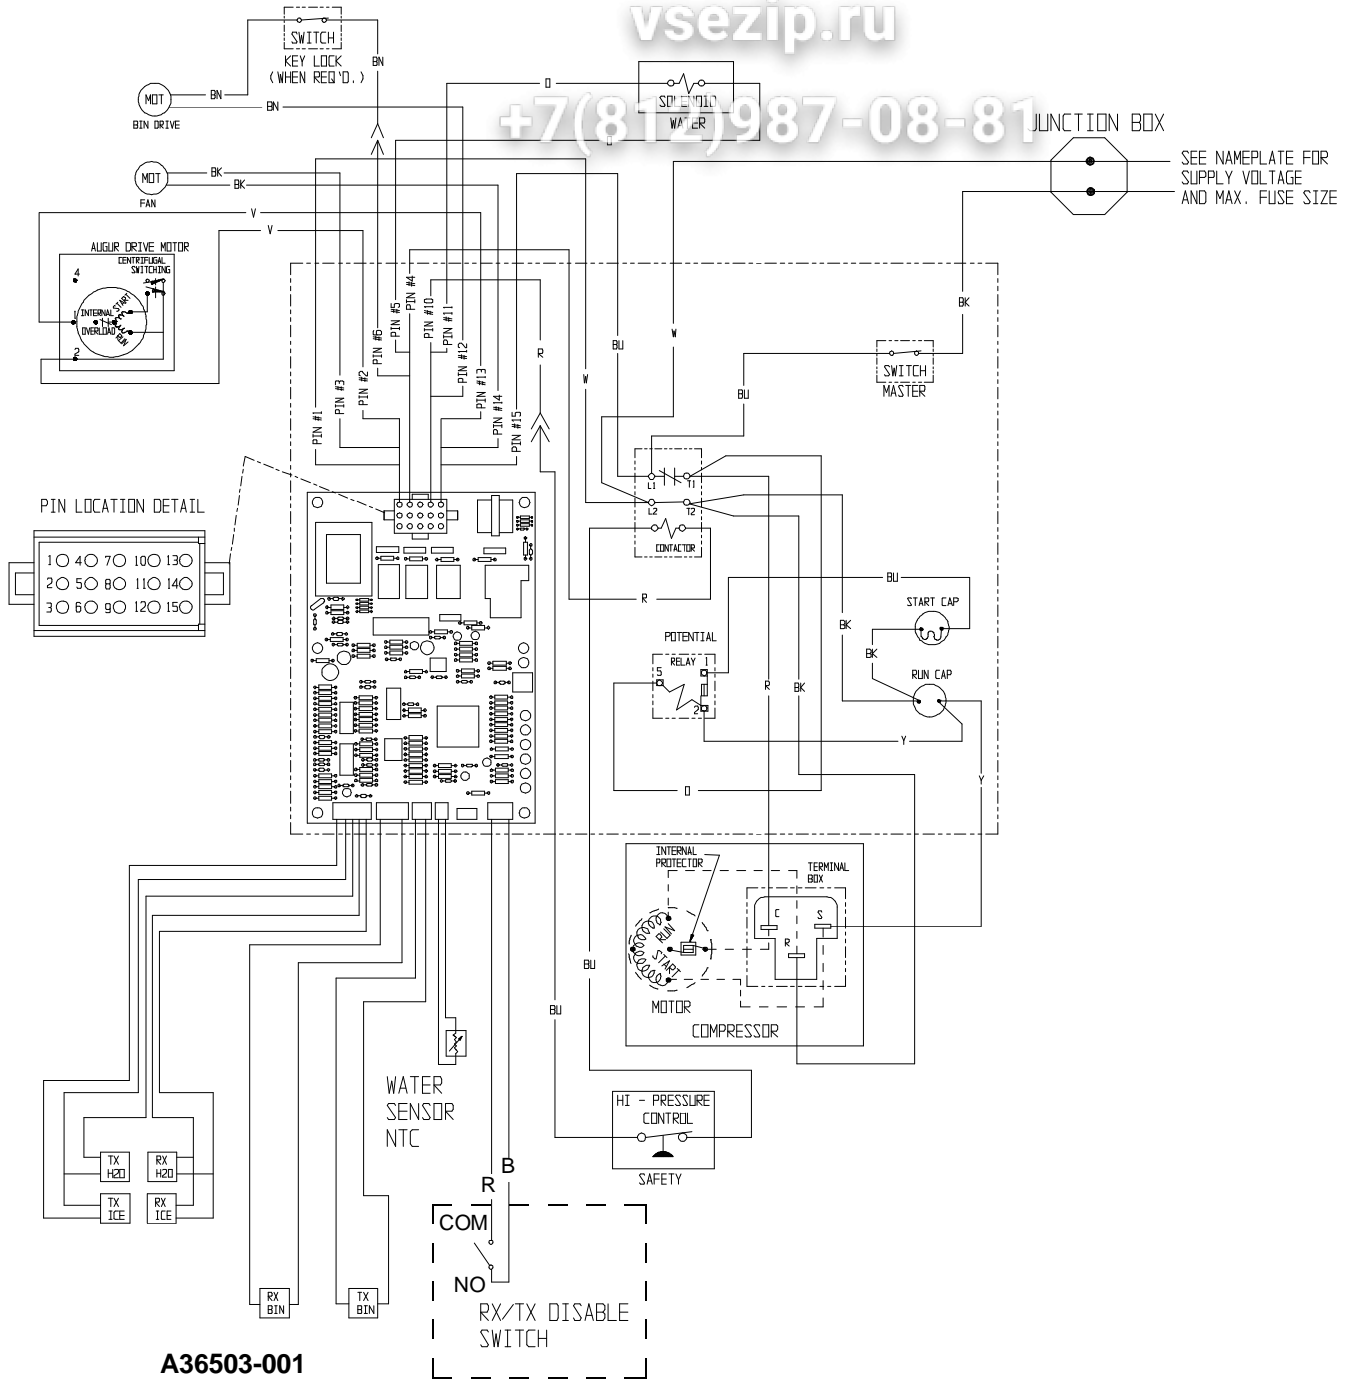 vsezip.ru
+7(812)987-08-81
SWITCH
KEY LOCK
(WHEN REQ'D.)
BN
MOT
BN
BN
BIN DRIVE
MOT
BK
BK
FAN
V
V
O
SOLENOID
WATER
O
JUNCTION BOX
SEE NAMEPLATE FOR
SUPPLY VOLTAGE
AND MAX. FUSE SIZE
AUGUR DRIVE MOTOR
CENTRIFUGAL
SWITCHING
4
1
2
INTERNAL
OVERLOAD
START
RUN
PIN #1
PIN #3
PIN #2
PIN #6
PIN #5
PIN #4
PIN #10
PIN #11
PIN #12
PIN #13
PIN #14
PIN #15
R
W
BU
W
BK
BU
SWITCH
MASTER
L1
T1
L2
T2
CONTACTOR
PIN LOCATION DETAIL
1 4 7 10 13
2 5 8 11 14
3 6 9 12 15
R
BU
START CAP
BK
BK
RUN CAP
POTENTIAL
RELAY
1
5
2
R
BK
Y
Y
O
INTERNAL
PROTECTOR
TERMINAL
BOX
C
S
R
RUN
START
MOTOR
COMPRESSOR
BU
BU
WATER
SENSOR
NTC
HI - PRESSURE
CONTROL
SAFETY
TX
H2O
RX
H2O
TX
ICE
RX
ICE
R
B
COM
NO
RX/TX DISABLE
SWITCH
RX
BIN
TX
BIN
A36503-001